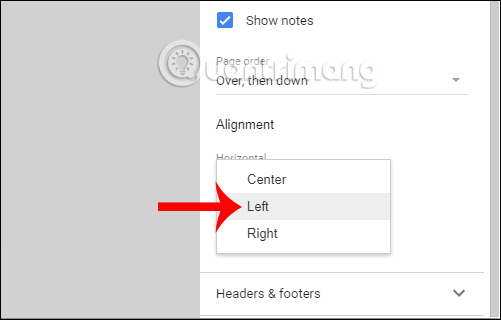 Show notes
Quantrimang
Page order
Over, then down
Alignment
Horizontal
Center
Left
Right
Headers & footers